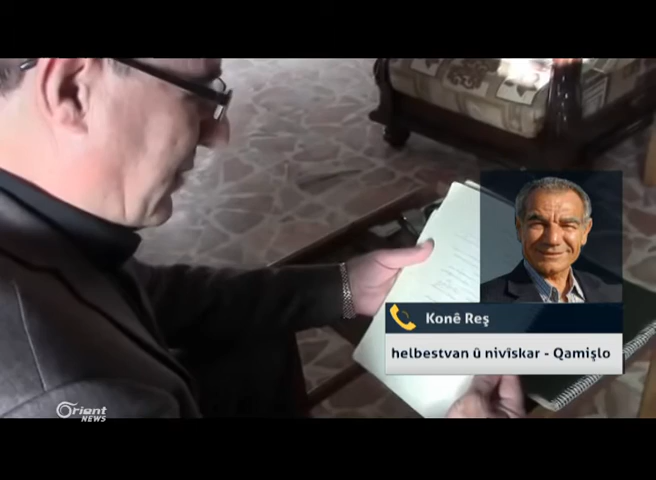 Konê Reş
helbestvan û nivîskar - Qamişlo
Orient
NEWS